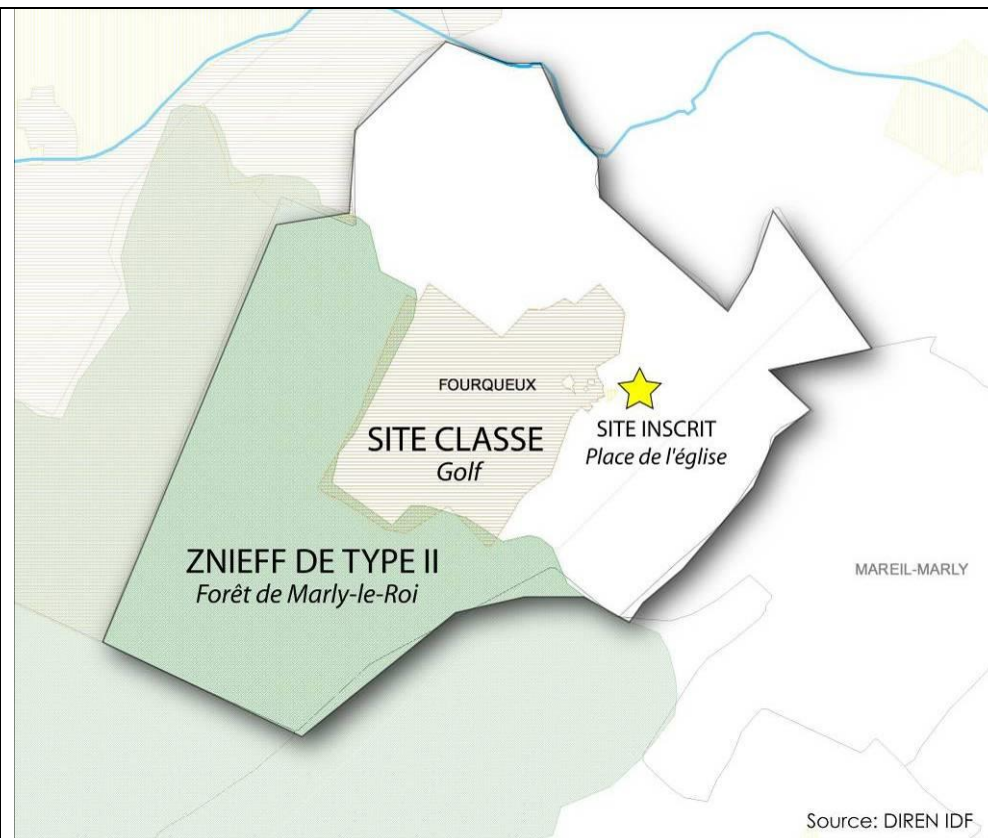 FOURQUEUX
SITE CLASSE
Golf
SITE INSCRIT
Place de l'église
ZNIEFF DE TYPE II
Forêt de Marly-le-Roi
MAREIL-MARLY
Source: DIREN IDF